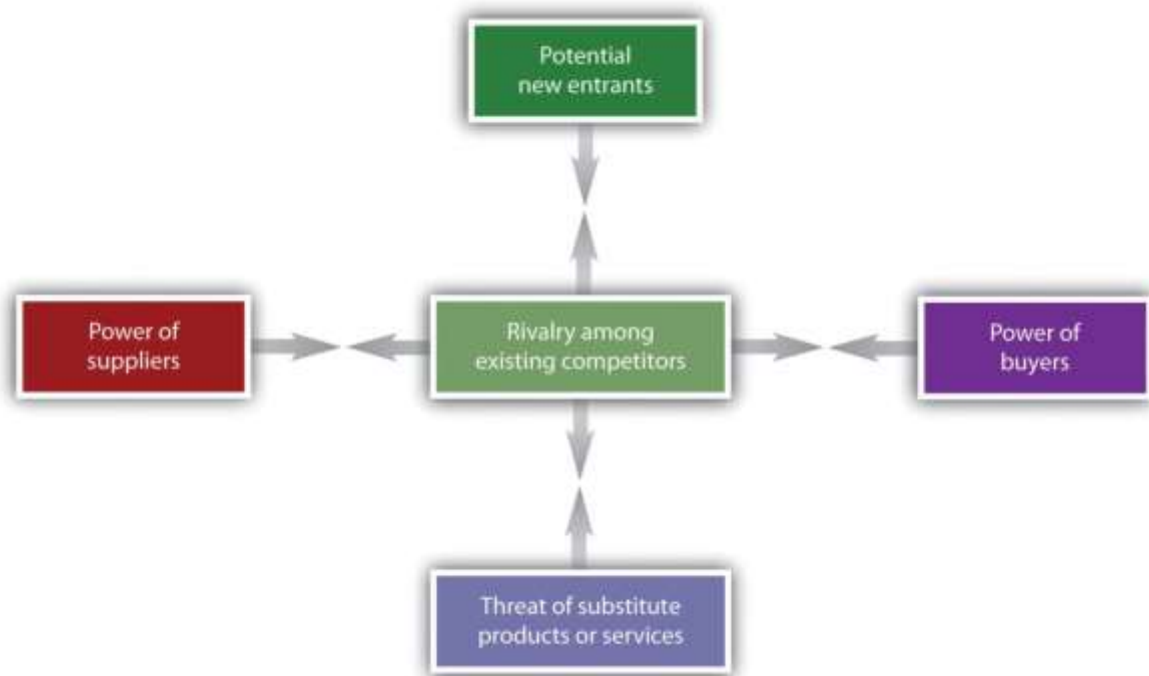 Potential
new entrants
Power of
suppliers
Rivalry among
existing competitors
Power of
buyers
Threat of substitute
products or services